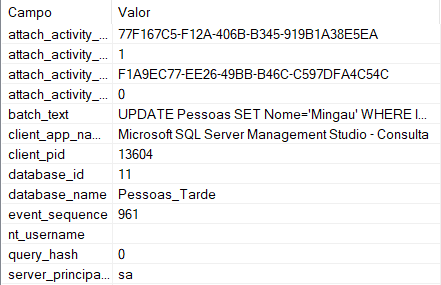 Campo Valor
attach_activity_... 77F167C5-F12A-406B-B345-919B1A38E5EA
attach_activity_... 1
attach_activity_... F1A9EC77-EE26-49BB-B46C-C597DFA4C54C
attach_activity_... 0
batch_text UPDATE Pessoas SET Nome='Mingau' WHERE I...
client_app_na... Microsoft SQL Server Management Studio - Consulta
client_pid 13604
database_id 11
database_name Pessoas_Tarde
event_sequence 961
nt_username
query_hash 0
server_principa... sa